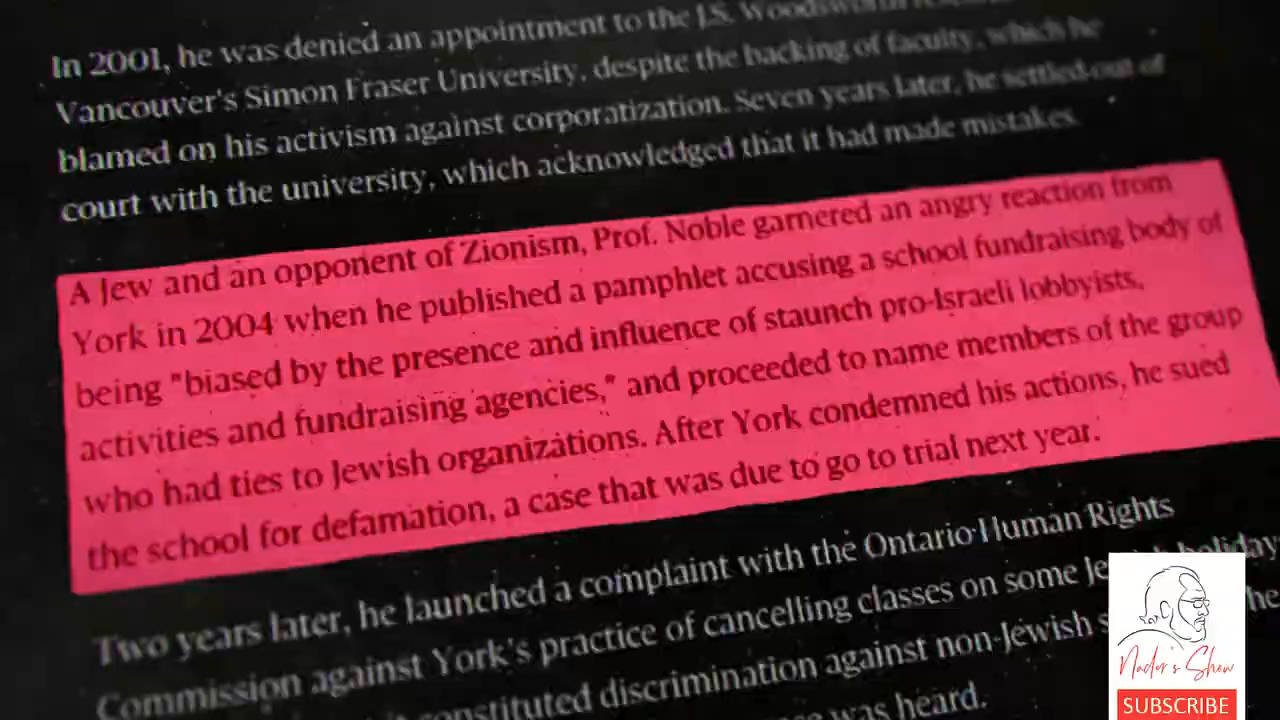 In 2001, he was denied an appointment to the J.S. Woodsworth
Vancouver's Simon Fraser University, despite the backing of faculty, which he
blamed on his activism against corporatization. Seven years later, he settled out of
court with the university, which acknowledged that it had made mistakes.
A Jew and an opponent of Zionism, Prof. Noble garnered an angry reaction from
York in 2004 when he published a pamphlet accusing a school fundraising body of
being "biased by the presence and influence of staunch pro-Israeli lobbyists,
activities and fundraising agencies," and proceeded to name members of the group
who had ties to Jewish organizations. After York condemned his actions, he sued
the school for defamation, a case that was due to go to trial next year.
Two years later, he launched a complaint with the Ontario Human Rights
Commission against York's practice of cancelling classes on some
constituted discrimination against non-Jewish
was heard.
Nader's Show
SUBSCRIBE